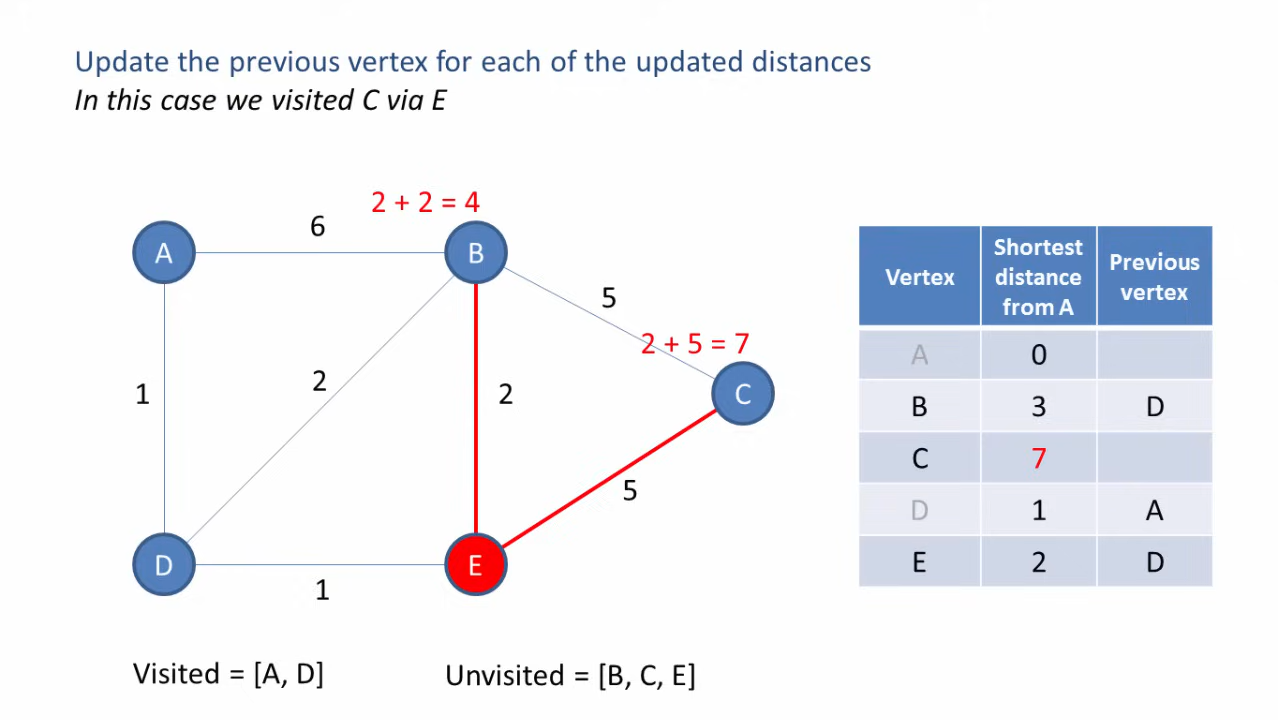 Update the previous vertex for each of the updated distances
In this case we visited C via E
2 + 2 = 4
6
A
B
5
2 + 5 = 7
1
2
2
C
5
D
E
1
Vertex
Shortest distance from A
Previous vertex
A 0
B 3 D
C 7
D 1 A
E 2 D
Visited = [A, D]
Unvisited = [B, C, E]